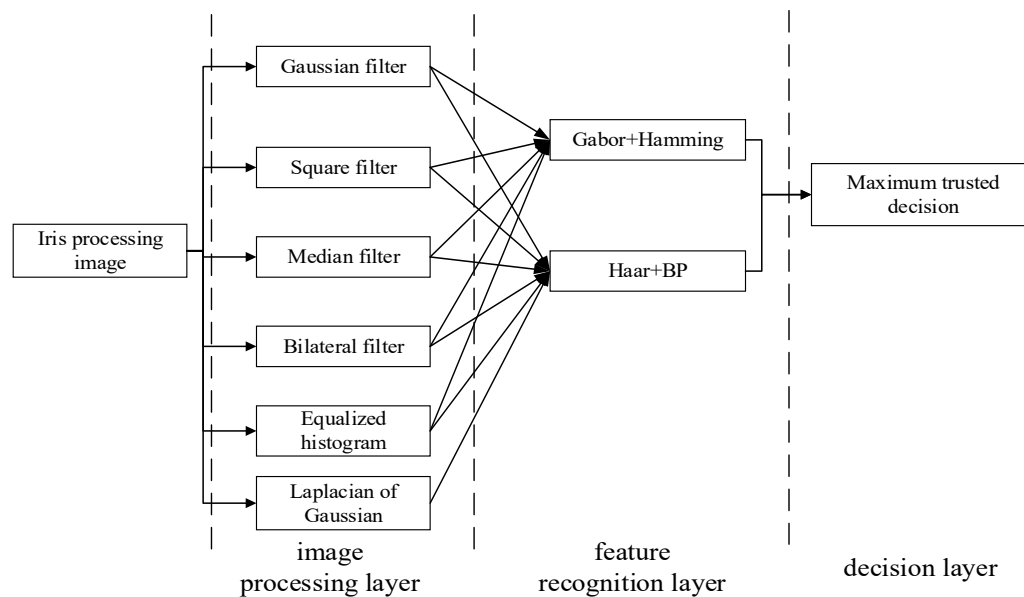 Gaussian filter
Square filter
Median filter
Bilateral filter
Equalized
histogram
Laplacian of
Gaussian
Iris processing
image
Gabor+Hamming
Haar+BP
Maximum trusted
decision
image
processing layer
feature
recognition layer
decision layer